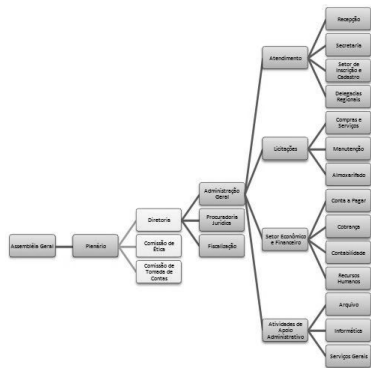 Assembléia Geral
Plenário
Diretoria
Comissão de
Ética
Comissão de
Tomada de
Contas
Administração
Geral
Procuradoria
Jurídica
Fiscalização
Atendimento
Recepção
Secretaria
Setor de
Inscrição e
Cadastro
Delegacias
Regionais
Licitações
Compras e
Serviços
Manutenção
Almoxarifado
Setor Econômico
e Financeiro
Conta a Pagar
Cobrança
Contabilidade
Recursos
Humanos
Atividades de
Apoio
Administrativo
Arquivo
Informática
Serviços Gerais